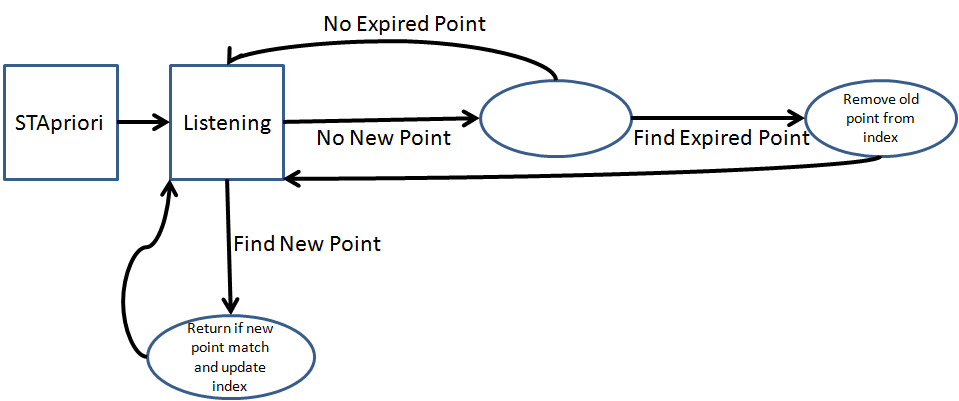 No Expired Point
STApriori
Listening
No New Point
Find Expired Point
Remove old
point from
index
Find New Point
Return if new
point match
and update
index